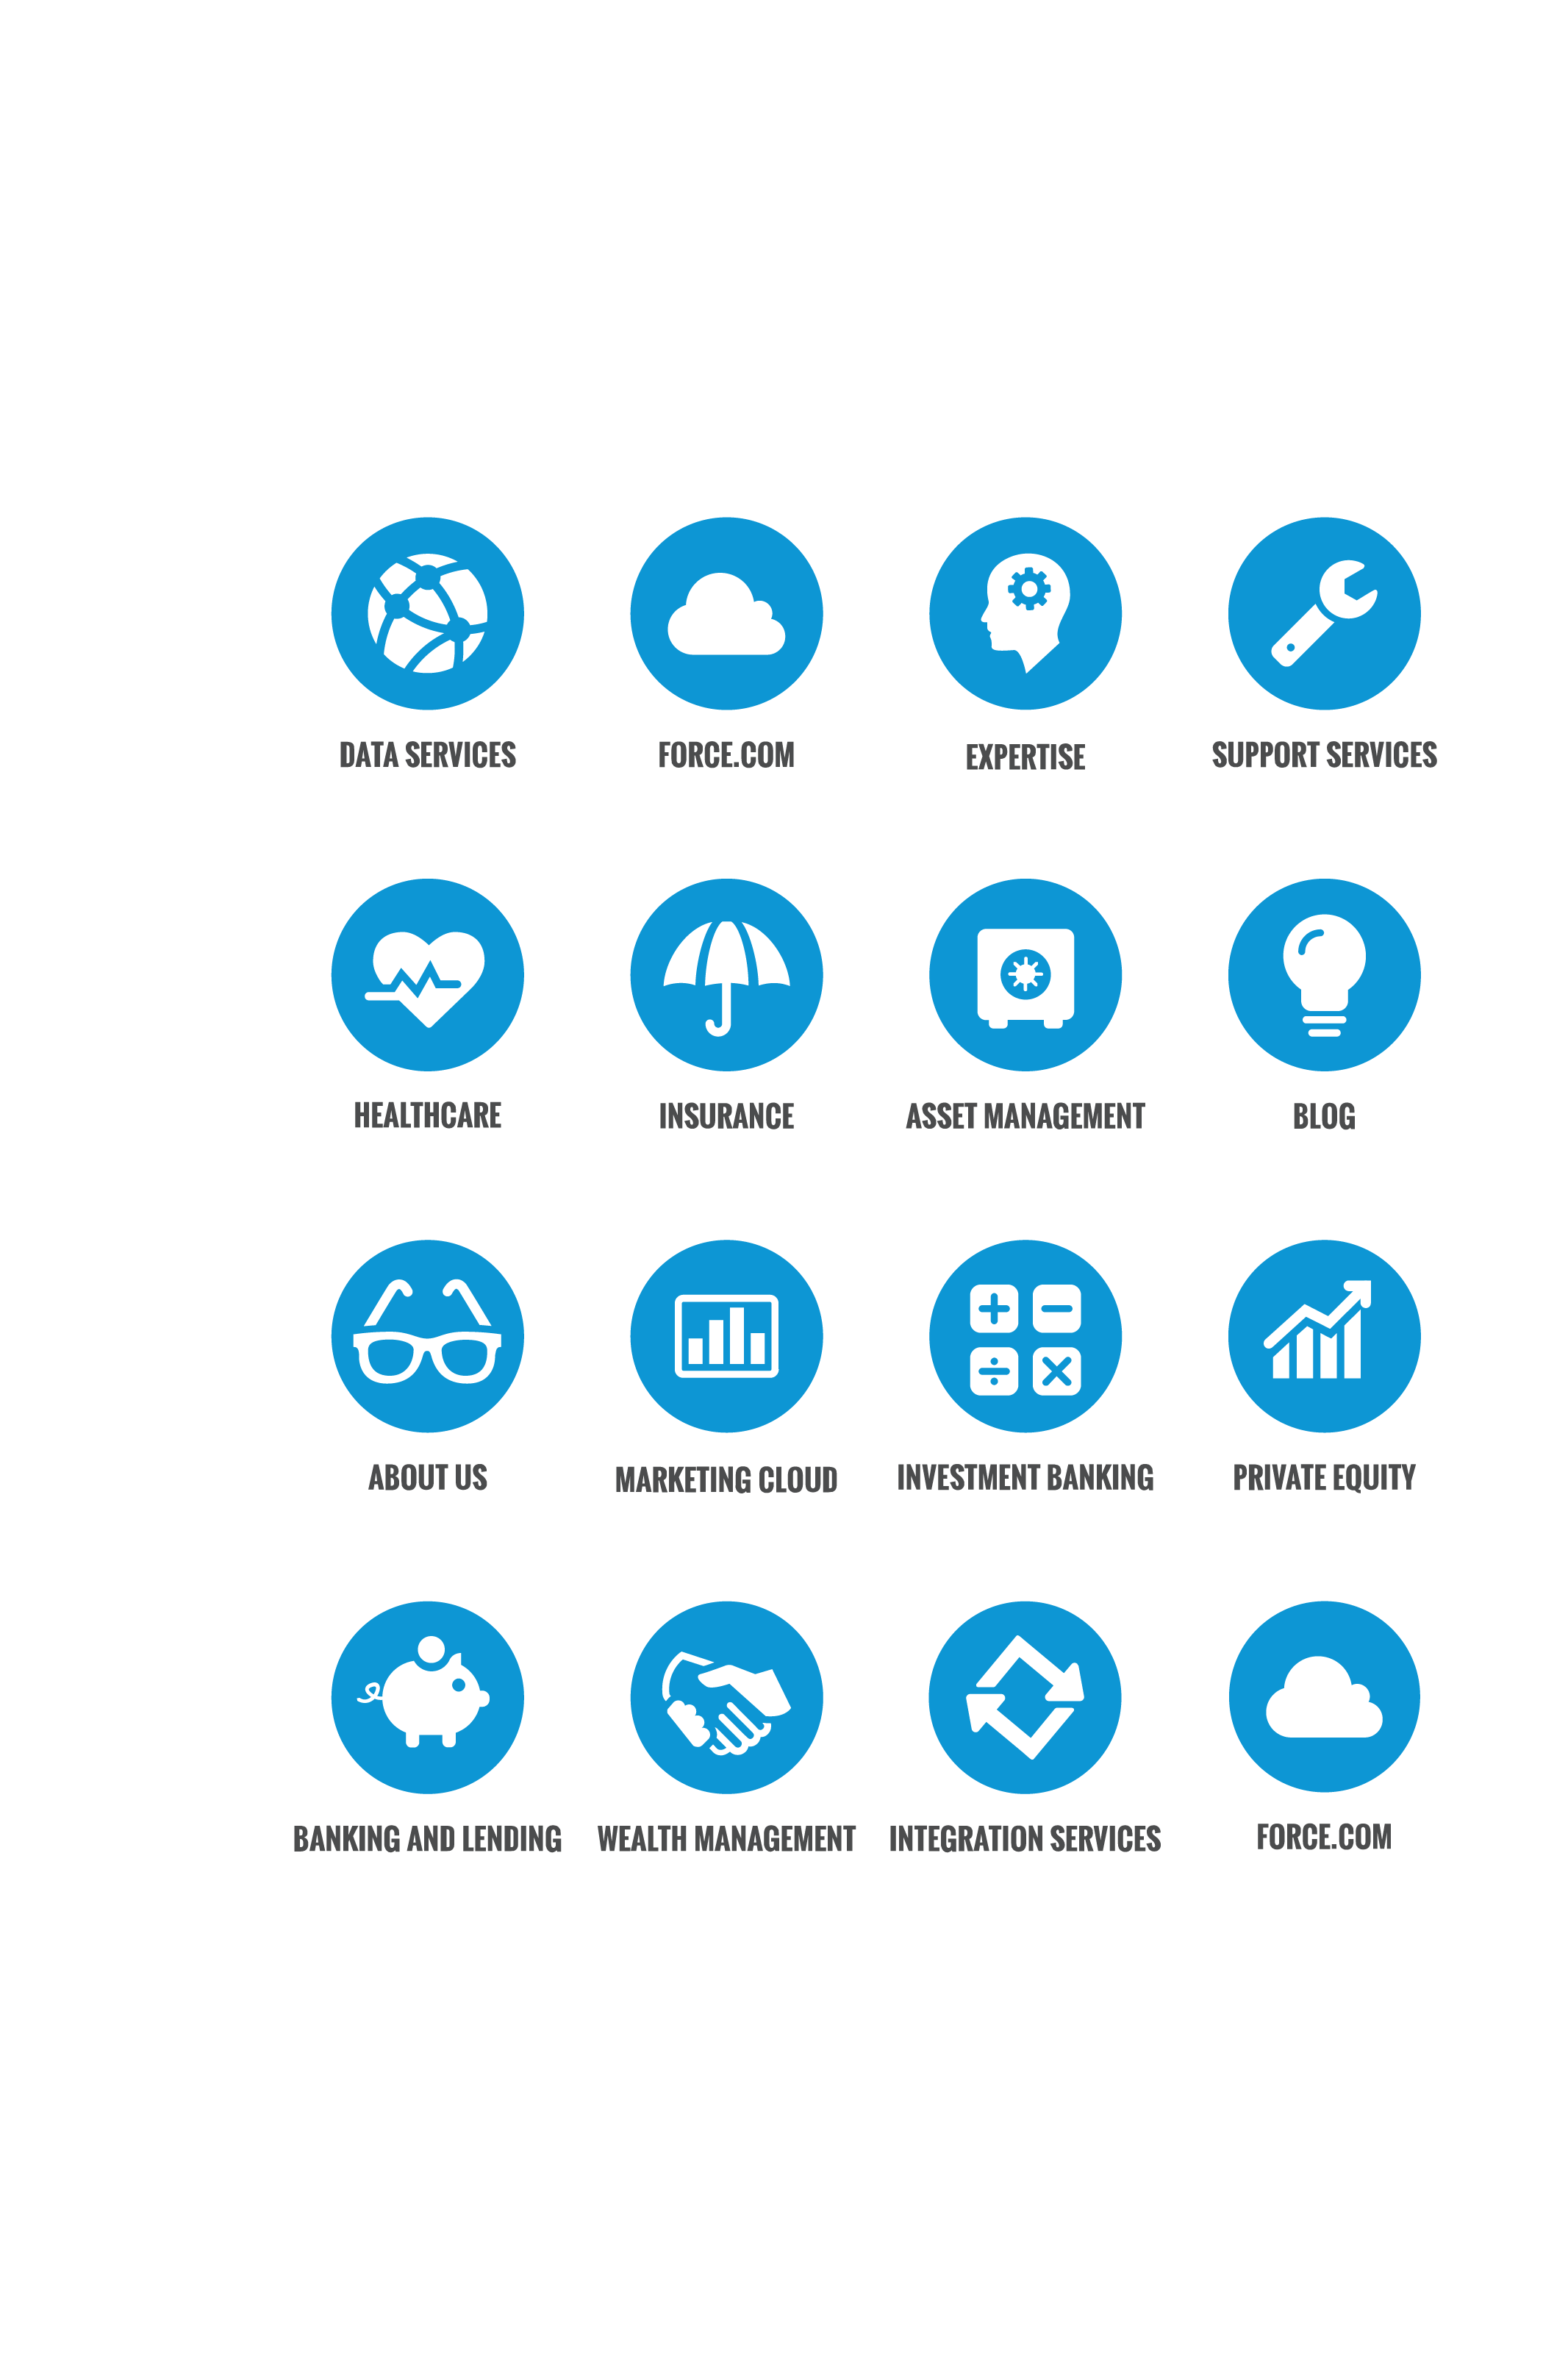 DATA SERVICES
FORCE.COM
EXPERTISE
SUPPORT SERVICES
HEALTHCARE
INSURANCE
ASSET MANAGEMENT
BLOG
ABOUT US
MARKETING CLOUD
INVESTMENT BANKING
PRIVATE EQUITY
BANKING AND LENDING
WEALTH MANAGEMENT
INTEGRATION SERVICES
FORCE.COM